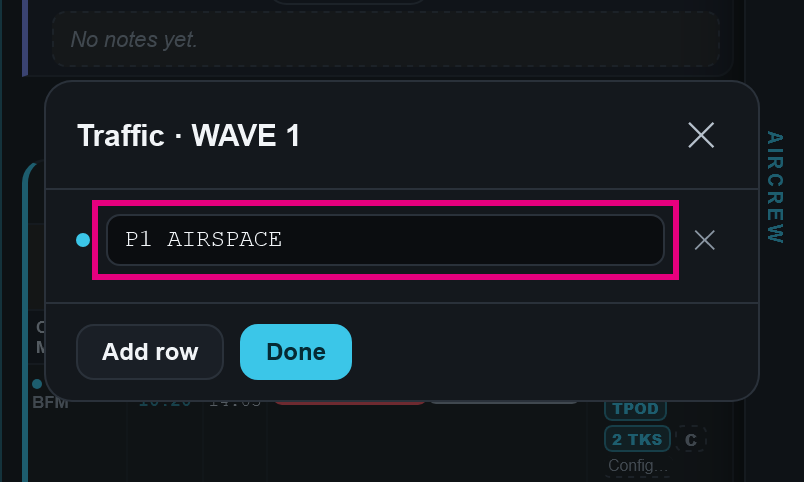 No notes yet.
Traffic · WAVE 1
AIRCREW
P1 AIRSPACE
Add row
Done
BFM
TPOD
2 TKS
C
Config...